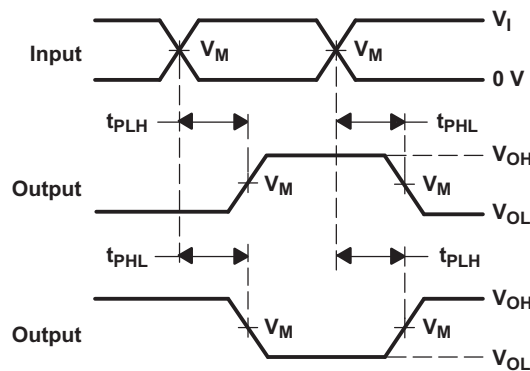 V_I
Input V_M V_M
0 V
t_PLH t_PHL
V_OH
Output V_M V_M
V_OL
t_PHL t_PLH
V_OH
Output V_M V_M
V_OL